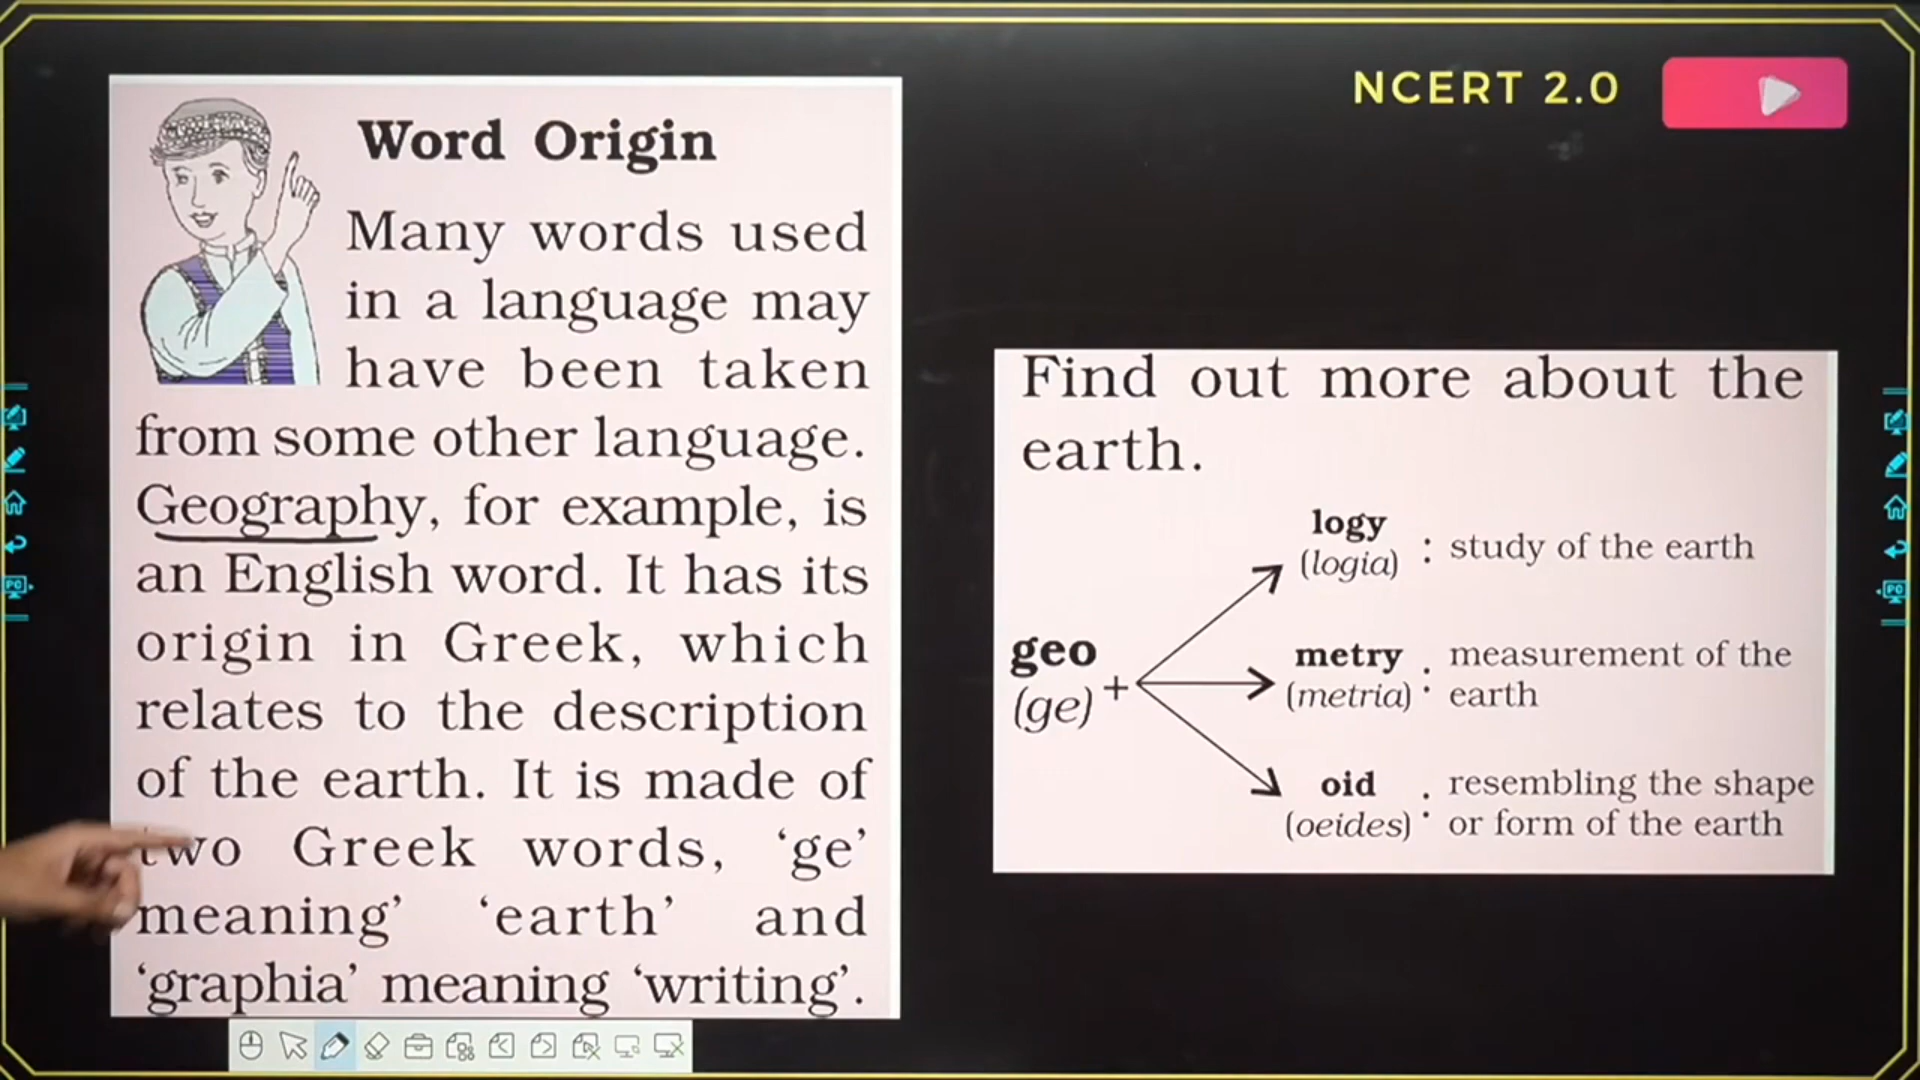 NCERT 2.0
Word Origin
Many words used
in a language may
have been taken
from some other language.
Geography, for example, is
an English word. It has its
origin in Greek, which
relates to the description
of the earth. It is made of
two Greek words, ‘ge’
meaning’ ‘earth’ and
‘graphia’ meaning ‘writing’.
Find out more about the
earth.
geo
(ge)
+
logy
(logia)
: study of the earth
metry
(metria)
: measurement of the
earth
oid
(oeides)
: resembling the shape
or form of the earth
PC
PC